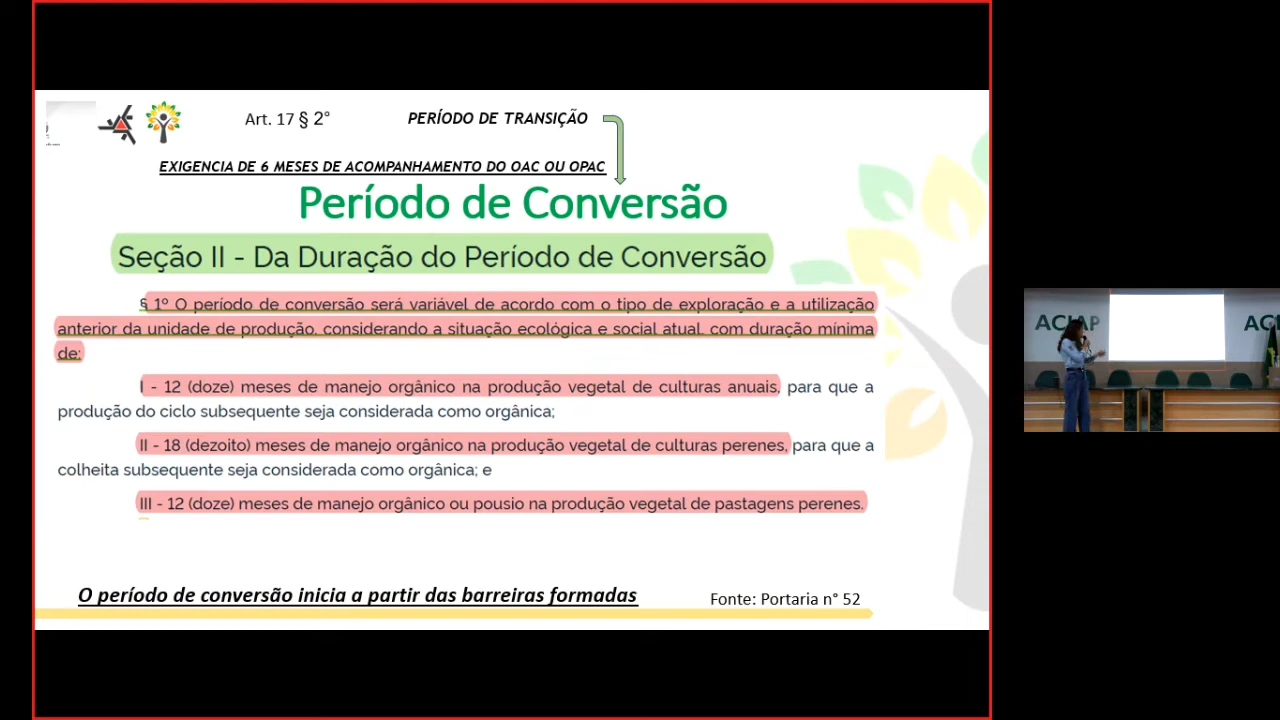 Art. 17 § 2° PERÍODO DE TRANSIÇÃO
EXIGENCIA DE 6 MESES DE ACOMPANHAMENTO DO OAC OU OPAC
Período de Conversão
Seção II - Da Duração do Período de Conversão
§ 1º O período de conversão será variável de acordo com o tipo de exploração e a utilização
anterior da unidade de produção, considerando a situação ecológica e social atual, com duração mínima
de:
I - 12 (doze) meses de manejo orgânico na produção vegetal de culturas anuais, para que a
produção do ciclo subsequente seja considerada como orgânica;
II - 18 (dezoito) meses de manejo orgânico na produção vegetal de culturas perenes, para que a
colheita subsequente seja considerada como orgânica; e
III - 12 (doze) meses de manejo orgânico ou pousio na produção vegetal de pastagens perenes.
O período de conversão inicia a partir das barreiras formadas
Fonte: Portaria n° 52
ACIAP
ACI